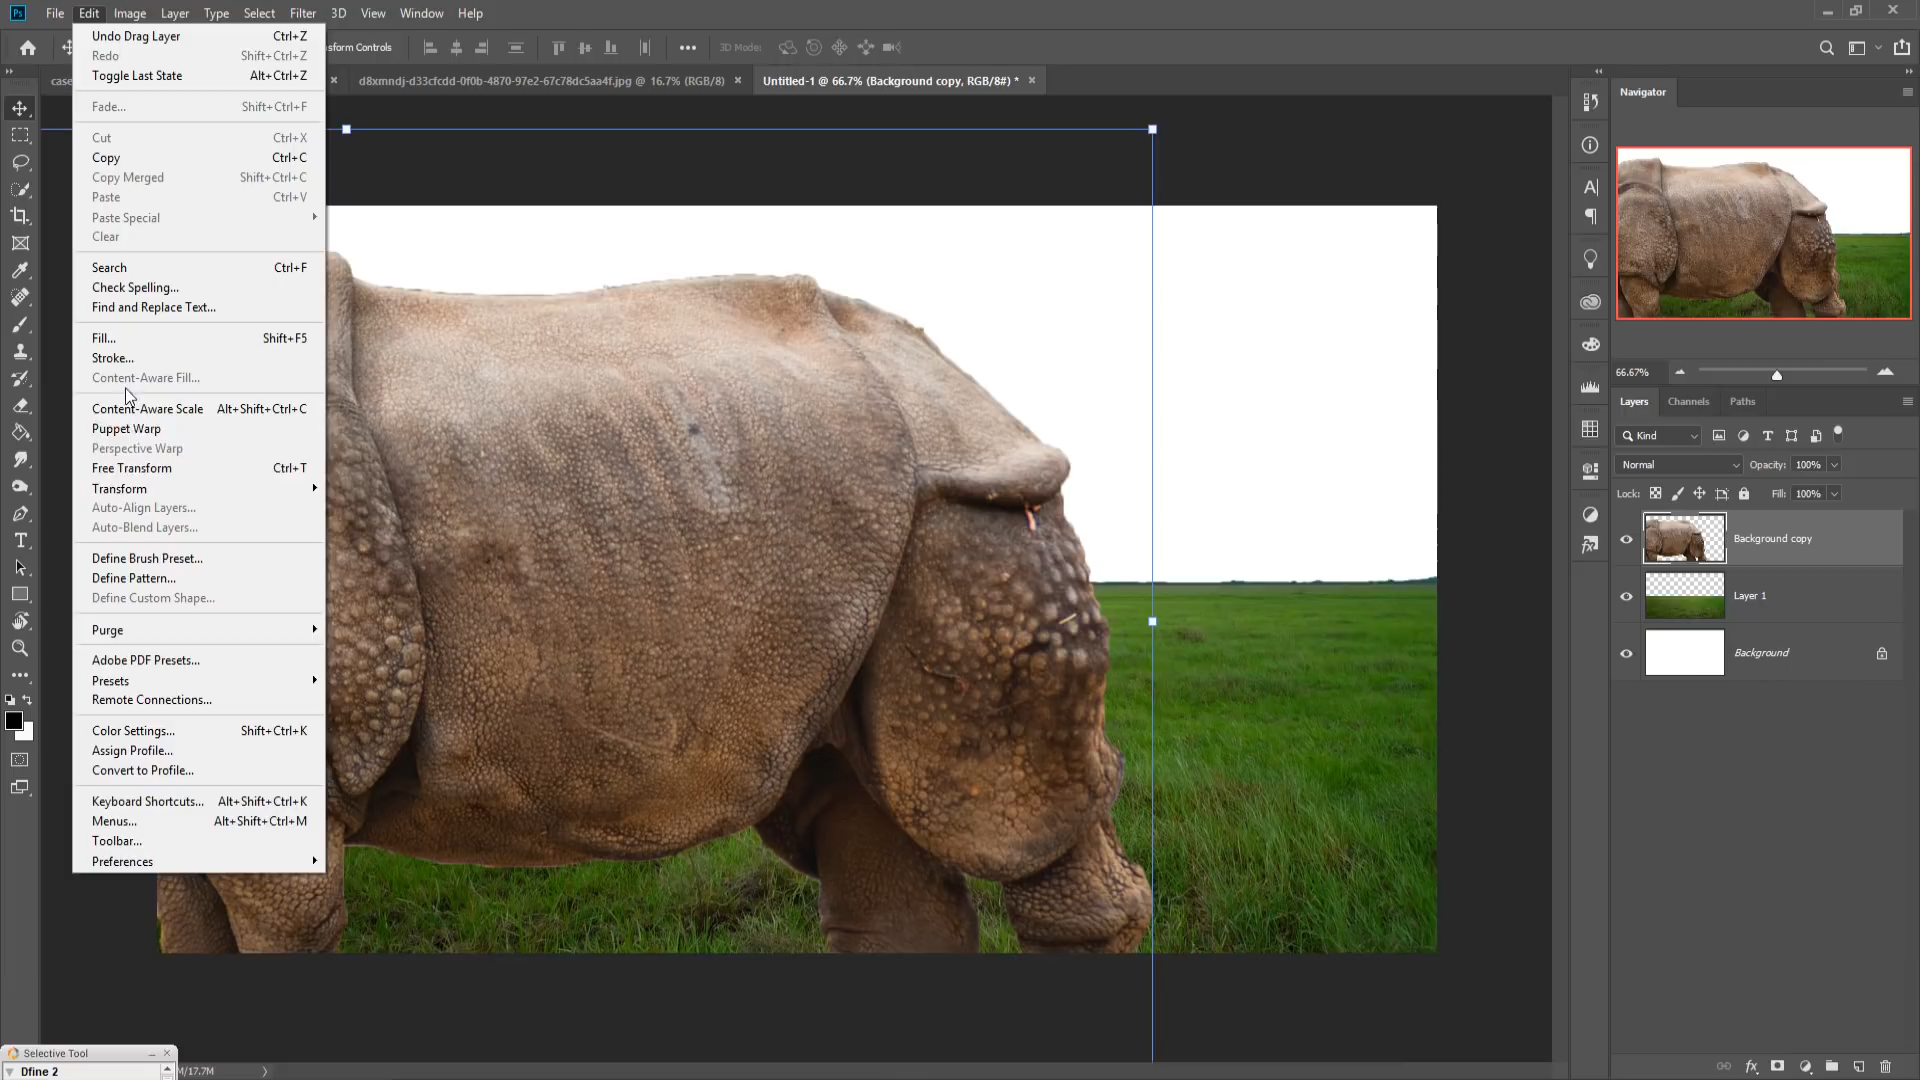 Ps File Edit Image Layer Type Select Filter 3D View Window Help
nsform Controls 3D Mode:
case d8xmndj-d33cfcdd-0f0b-4870-97e2-67c78dc5aa4f.jpg @ 16.7% (RGB/8) × Untitled-1 @ 66.7% (Background copy, RGB/8#) * ×
Undo Drag Layer Ctrl+Z
Redo Shift+Ctrl+Z
Toggle Last State Alt+Ctrl+Z
Fade... Shift+Ctrl+F
Cut Ctrl+X
Copy Ctrl+C
Copy Merged Shift+Ctrl+C
Paste Ctrl+V
Paste Special
Clear
Search Ctrl+F
Check Spelling...
Find and Replace Text...
Fill... Shift+F5
Stroke...
Content-Aware Fill...
Content-Aware Scale Alt+Shift+Ctrl+C
Puppet Warp
Perspective Warp
Free Transform Ctrl+T
Transform
Auto-Align Layers...
Auto-Blend Layers...
Define Brush Preset...
Define Pattern...
Define Custom Shape...
Purge
Adobe PDF Presets...
Presets
Remote Connections...
Color Settings... Shift+Ctrl+K
Assign Profile...
Convert to Profile...
Keyboard Shortcuts... Alt+Shift+Ctrl+K
Menus... Alt+Shift+Ctrl+M
Toolbar...
Preferences
Selective Tool
Dfine 2
M/17.7M
Navigator
66.67%
Layers Channels Paths
Kind
Normal Opacity: 100%
Lock: Fill: 100%
Background copy
Layer 1
Background